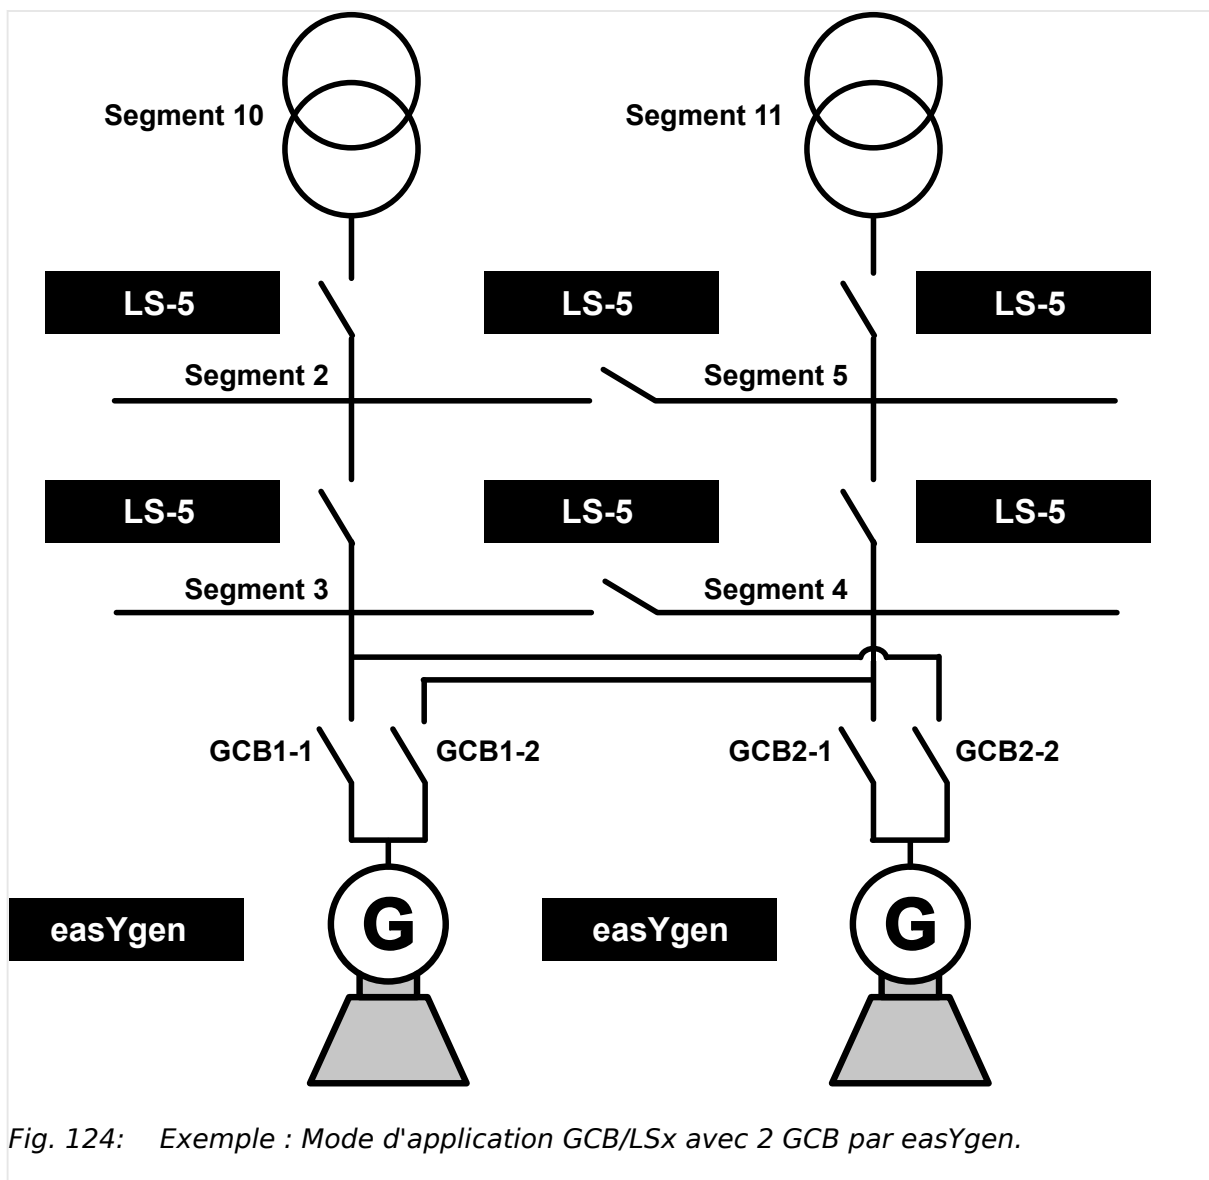 Segment 10
Segment 11
LS-5
LS-5
LS-5
Segment 2
Segment 5
LS-5
LS-5
LS-5
Segment 3
Segment 4
GCB1-1
GCB1-2
GCB2-1
GCB2-2
easYgen
G
easYgen
G
Fig. 124: Exemple : Mode d'application GCB/LSx avec 2 GCB par easYgen.